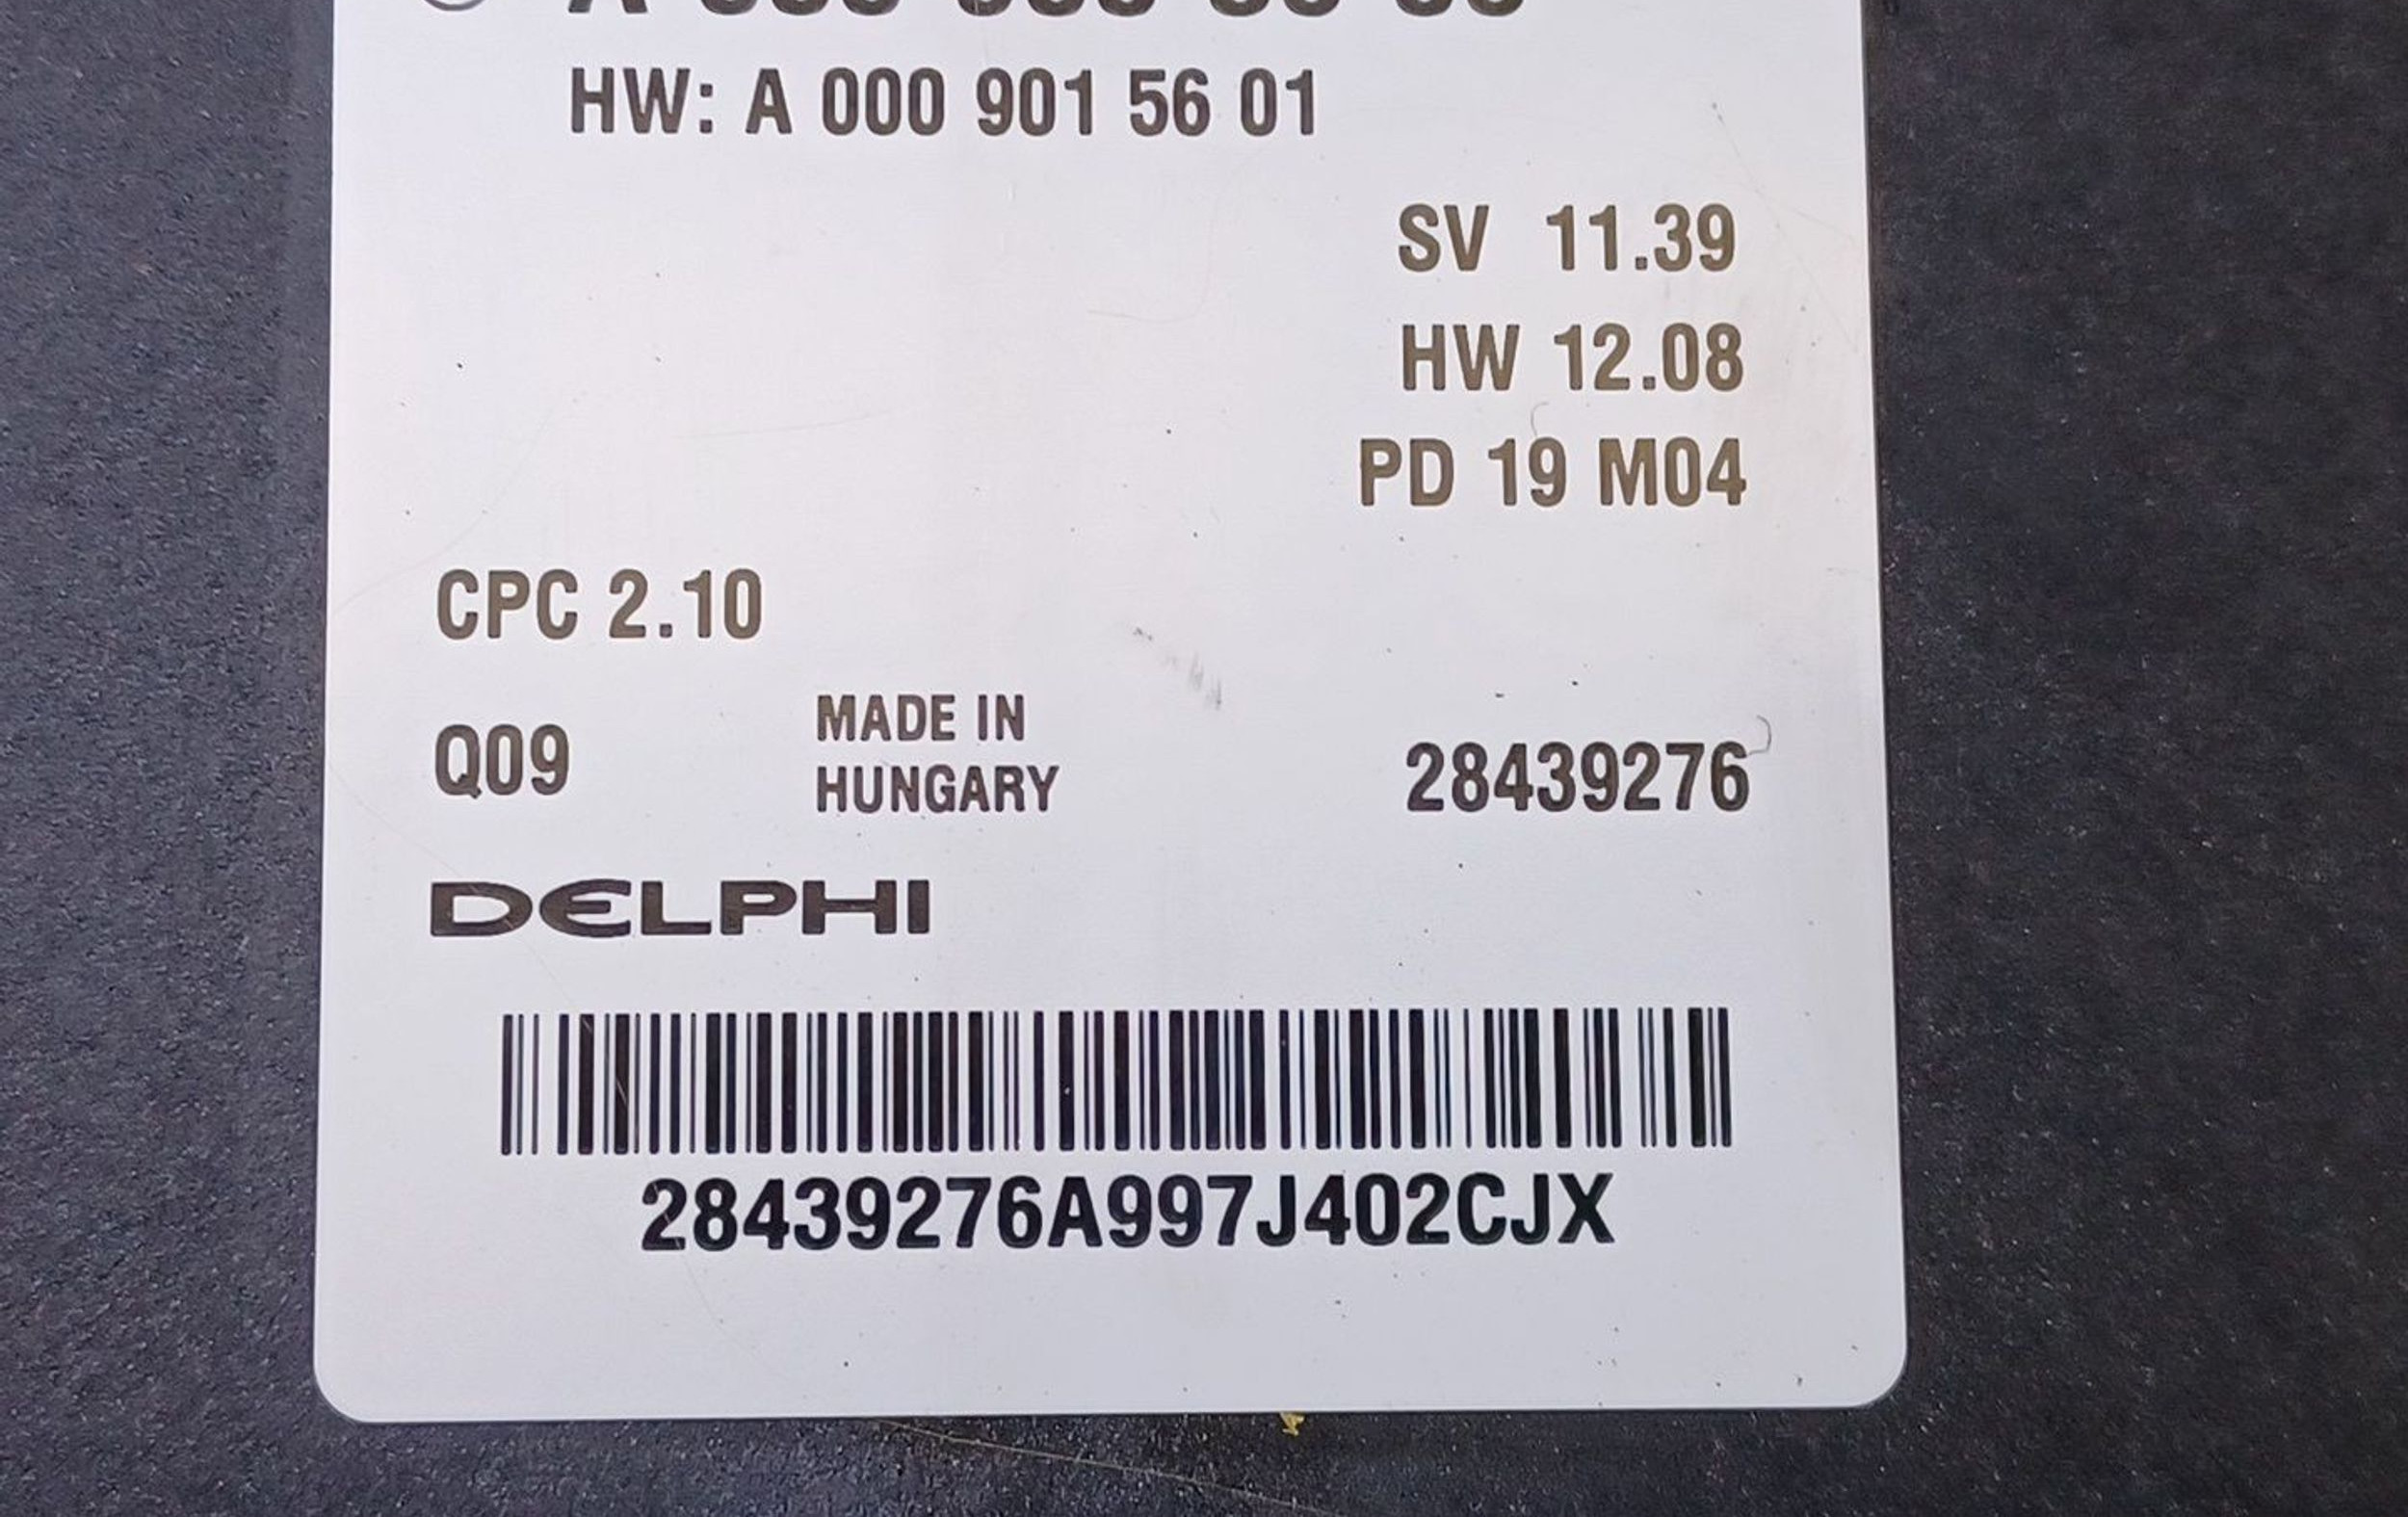 HW: A 000 901 56 01
SV 11.39
HW 12.08
PD 19 M04
CPC 2.10
Q09
MADE IN
HUNGARY
28439276
DELPHI
28439276A997J402CJX